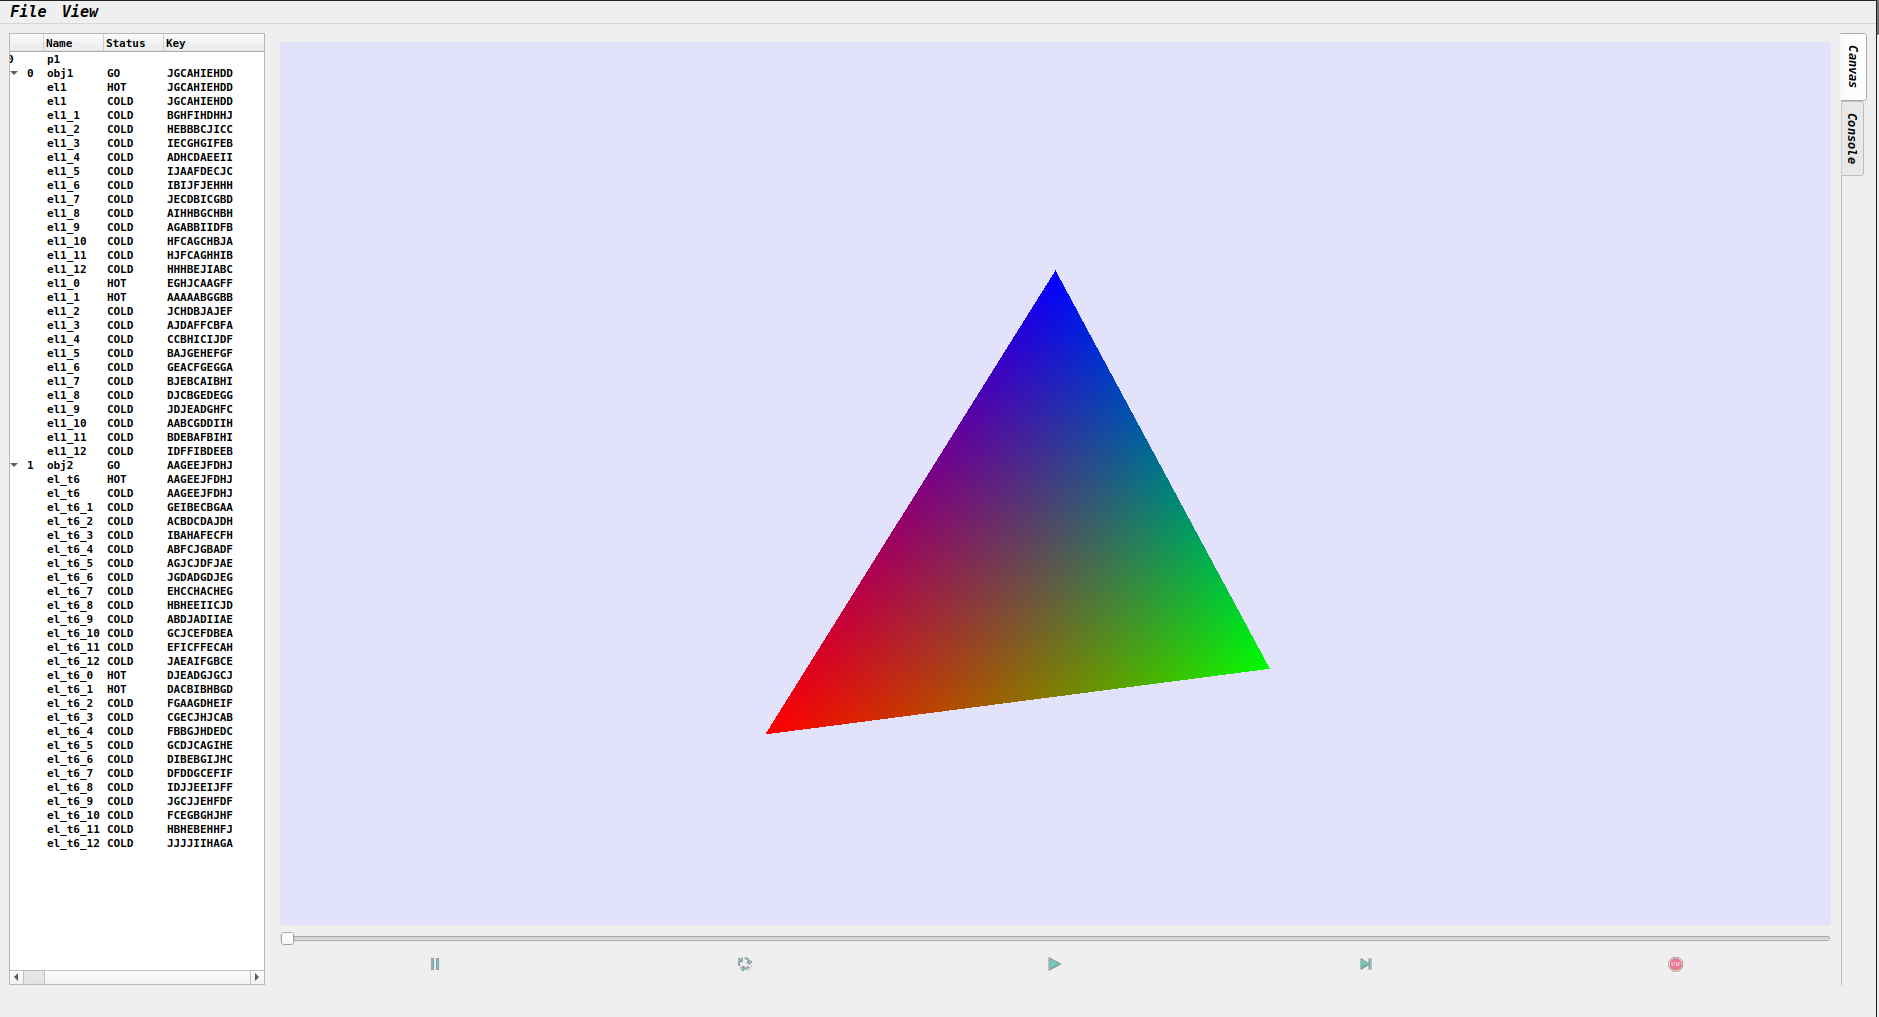 File View
Name Status Key
0 p1
0 obj1 GO JGCAHIEHDD
el1 HOT JGCAHIEHDD
el1 COLD JGCAHIEHDD
el1_1 COLD BGHFIHDHHJ
el1_2 COLD HEBBBCJICC
el1_3 COLD IECGHGIFEB
el1_4 COLD ADHCDAEEII
el1_5 COLD IJAAFDECJC
el1_6 COLD IBIJFJEHHH
el1_7 COLD JECDBICGBD
el1_8 COLD AIHHBGCHBH
el1_9 COLD AGABBIIDFB
el1_10 COLD HFCAGCHBJA
el1_11 COLD HJFCAGHHIB
el1_12 COLD HHHBEJIABC
el1_0 HOT EGHJCAAGFF
el1_1 HOT AAAAABGGBB
el1_2 COLD JCHDBJAJEF
el1_3 COLD AJDAFFCBFA
el1_4 COLD CCBHICIJDF
el1_5 COLD BAJGEHEFGF
el1_6 COLD GEACFGEGGA
el1_7 COLD BJEBCAIBHI
el1_8 COLD DJCBGEDEGG
el1_9 COLD JDJEADGHFC
el1_10 COLD AABCGDDIIH
el1_11 COLD BDEBAFBIHI
el1_12 COLD IDFFIBDEEB
1 obj2 GO AAGEEJFDHJ
el_t6 HOT AAGEEJFDHJ
el_t6 COLD AAGEEJFDHJ
el_t6_1 COLD GEIBECBGAA
el_t6_2 COLD ACBDCDAJDH
el_t6_3 COLD IBAHAFECFH
el_t6_4 COLD ABFCJGBADF
el_t6_5 COLD AGJCJDFJAE
el_t6_6 COLD JGDADGDJEG
el_t6_7 COLD EHCCHACHEG
el_t6_8 COLD HBHEEIICJD
el_t6_9 COLD ABDJADIIAE
el_t6_10 COLD GCJCEFDBEA
el_t6_11 COLD EFICFFECAH
el_t6_12 COLD JAEAIFGBCE
el_t6_0 HOT DJEADGJGCJ
el_t6_1 HOT DACBIBHBGD
el_t6_2 COLD FGAAGDHEIF
el_t6_3 COLD CGECJHJCAB
el_t6_4 COLD FBBGJHDEDC
el_t6_5 COLD GCDJCAGIHE
el_t6_6 COLD DIBEBGIJHC
el_t6_7 COLD DFDDGCEFIF
el_t6_8 COLD IDJJEEIJFF
el_t6_9 COLD JGCJJEHFDF
el_t6_10 COLD FCEGBGHJHF
el_t6_11 COLD HBHEBEHHFJ
el_t6_12 COLD JJJJIIHAGA
Canvas
Console